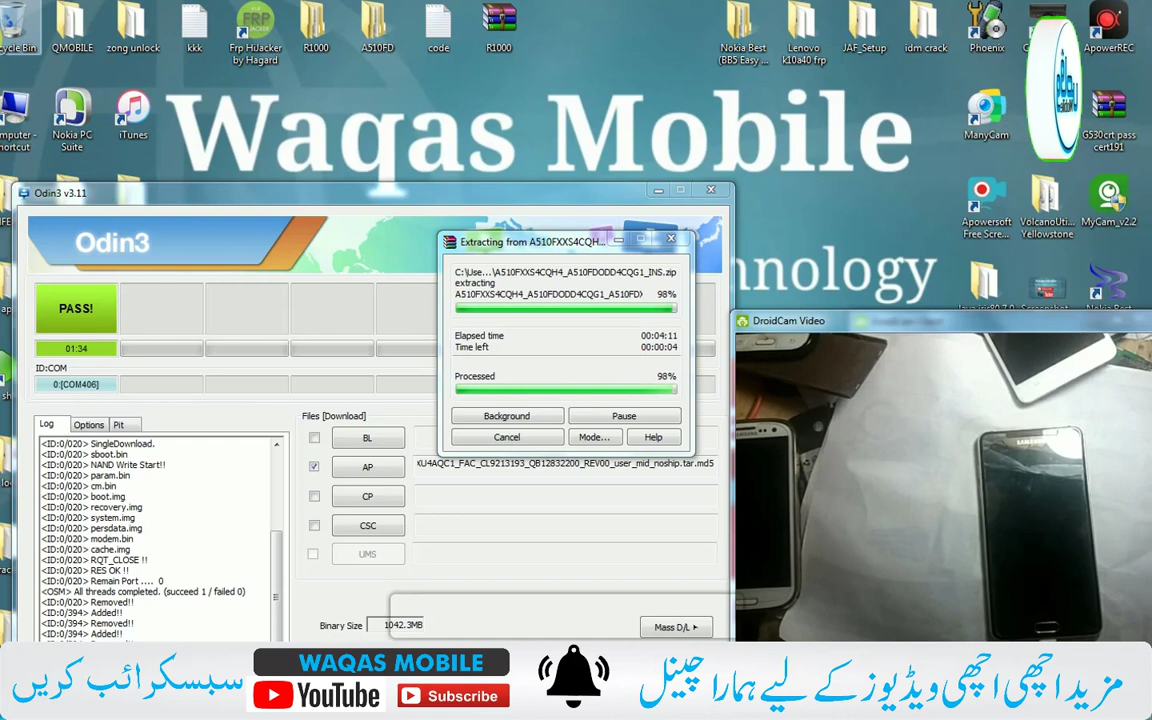 cycle Bin
QMOBILE
zong unlock
kkk
Frp HiJacker
by Hagard
R1000
A510FD
code
R1000
Nokia Best
(BB5 Easy ...
Lenovo
k10a40 frp
JAF_Setup
idm crack
Phoenix
ApowerREC
Waqas Mobile
mputer -
hortcut
Nokia PC
Suite
iTunes
ManyCam
G530crt pass
cert191
Odin3 v3.11
Odin3
Apowersoft
Free Scree...
VolcanoUti...
Yellowstone
MyCam_v2.2
hnology
Extracting from A510FXXS4CQH...
C:\Use...\A510FXXS4CQH4_A510FDODD4CQG1_INS.zip
extracting
98%
PASS!
01:34
Elapsed time 00:04:11
Time left 00:00:04
Processed 98%
Background
Pause
Cancel
Mode...
Help
DroidCam Video
SAMSUNG
ID:COM
0:[COM406]
Log
Options
Pit
Files [Download]
BL
AP
CP
CSC
UMS
KU4AQC1_FAC_CL9213193_QB12832200_REV00_user_mid_noship.tar.md5
<ID:0/020> SingleDownload.
<ID:0/020> sboot.bin
<ID:0/020> NAND Write Start!!
<ID:0/020> param.bin
<ID:0/020> cm.bin
<ID:0/020> boot.img
<ID:0/020> recovery.img
<ID:0/020> system.img
<ID:0/020> persdata.img
<ID:0/020> modem.bin
<ID:0/020> cache.img
<ID:0/020> RQT_CLOSE !!
<ID:0/020> RES OK !!
<ID:0/020> Remain Port .... 0
<OSM> All threads completed. (succeed 1 / failed 0)
<ID:0/020> Removed!!
<ID:0/394> Added!!
<ID:0/394> Removed!!
<ID:0/394> Added!!
Binary Size
1042.3MB
Mass D/L
مزید اچھی اچھی ویڈیوز کے لیے ہمارا چینل
WAQAS MOBILE
YouTube
Subscribe
سبسکرائب کریں